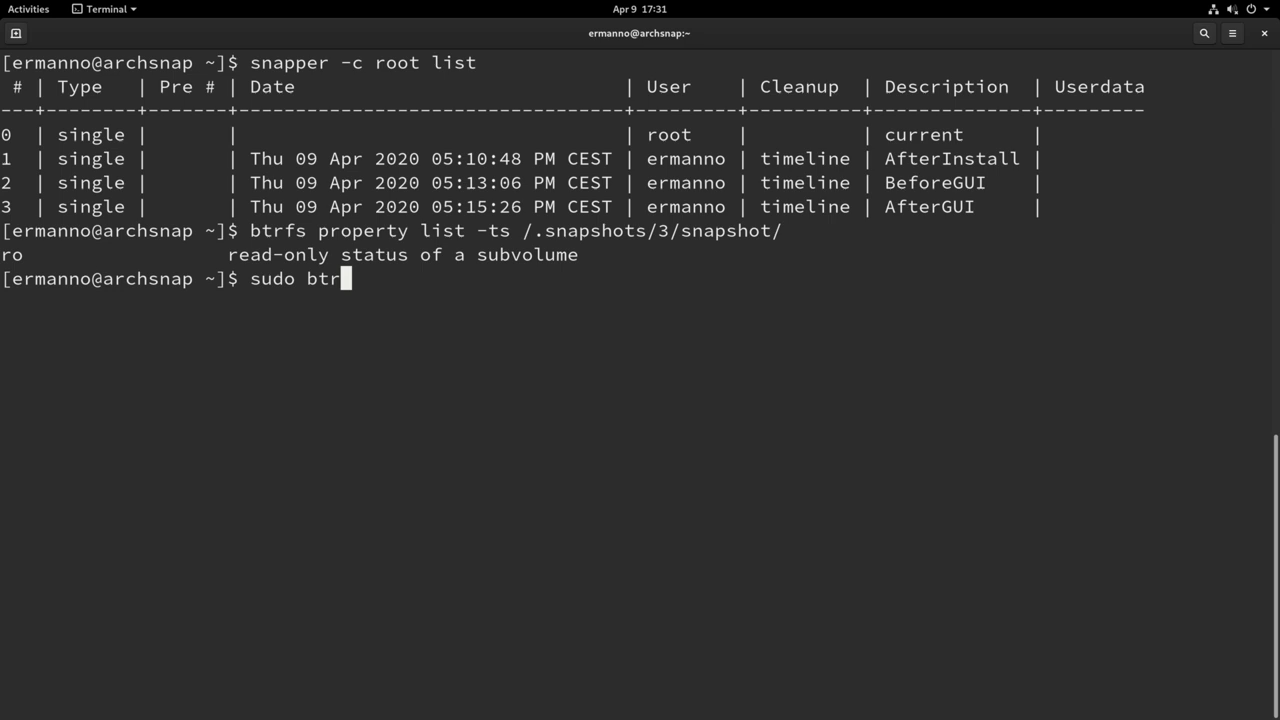 Activities Terminal Apr 9 17:31
ermanno@archsnap:~
[ermanno@archsnap ~]$ snapper -c root list
 # | Type   | Pre # | Date                              | User    | Cleanup  | Description  | Userdata
---+--------+-------+-----------------------------------+---------+----------+--------------+---------
0  | single |       |                                   | root    |          | current      |
1  | single |       | Thu 09 Apr 2020 05:10:48 PM CEST | ermanno | timeline | AfterInstall |
2  | single |       | Thu 09 Apr 2020 05:13:06 PM CEST | ermanno | timeline | BeforeGUI    |
3  | single |       | Thu 09 Apr 2020 05:15:26 PM CEST | ermanno | timeline | AfterGUI     |
[ermanno@archsnap ~]$ btrfs property list -ts /.snapshots/3/snapshot/
ro                  read-only status of a subvolume
[ermanno@archsnap ~]$ sudo btr